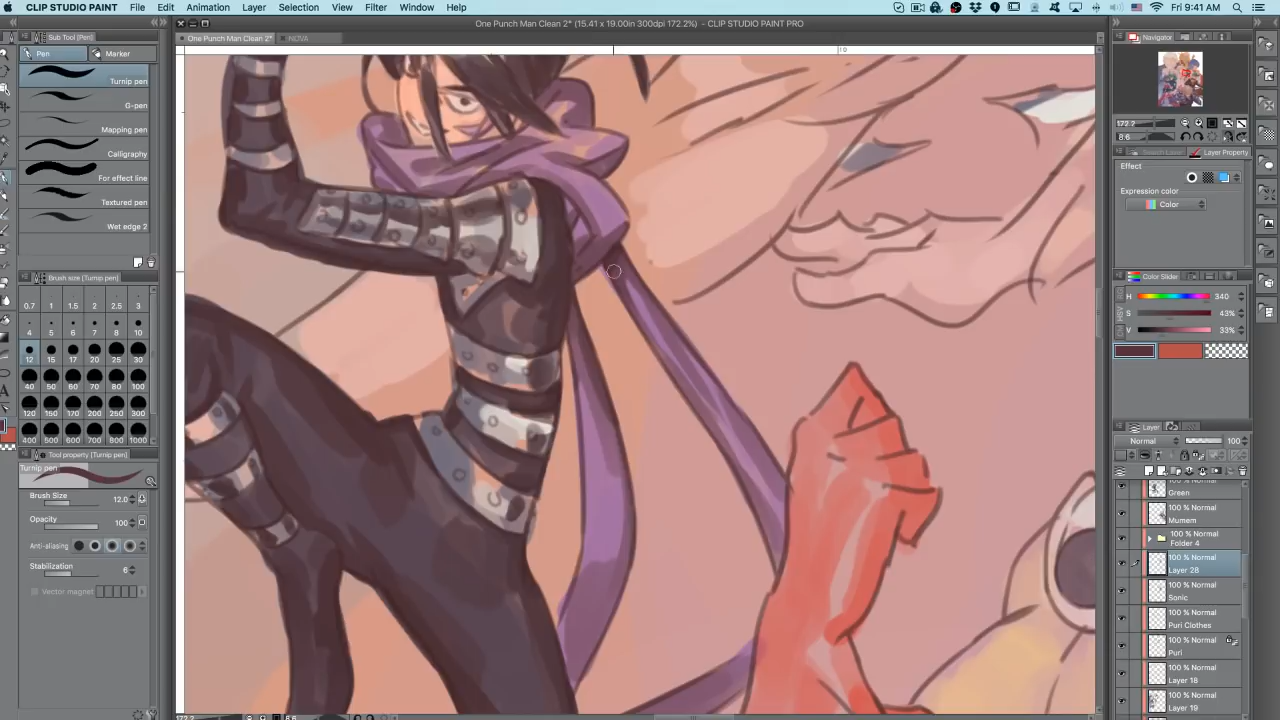 CLIP STUDIO PAINT File Edit Animation Layer Selection View Filter Window Help
Fri 9:41 AM
One Punch Man Clean 2* (15.41 x 19.00in 300dpi 172.2%) - CLIP STUDIO PAINT PRO
Sub Tool [Pen]
One Punch Man Clean 2*
NOVA
Navigator
Pen
Marker
Turnip pen
G-pen
Mapping pen
Calligraphy
For effect line
Textured pen
Wet edge 2
172.2
8.6
Search Layer
Layer Property
Effect
Expression color
Color
Brush size [Turnip pen]
0.7 1 1.5 2 2.5 3
4 5 6 7 8 10
12 15 17 20 25 30
40 50 60 70 80 100
120 150 170 200 250 300
400 500 600 700 800 1000
Color Slider
H 340
S 43%
V 33%
Tool property [Turnip pen]
Turnip pen
Brush Size 12.0
Opacity 100
Anti-aliasing
Stabilization 6
Vector magnet
Layer
Normal 100
100 % Normal
Green
100 % Normal
Mumem
100 % Normal
Folder 4
100 % Normal
Layer 28
100 % Normal
Sonic
100 % Normal
Puri Clothes
100 % Normal
Puri
100 % Normal
Layer 18
100 % Normal
Layer 19
172.2
8.6